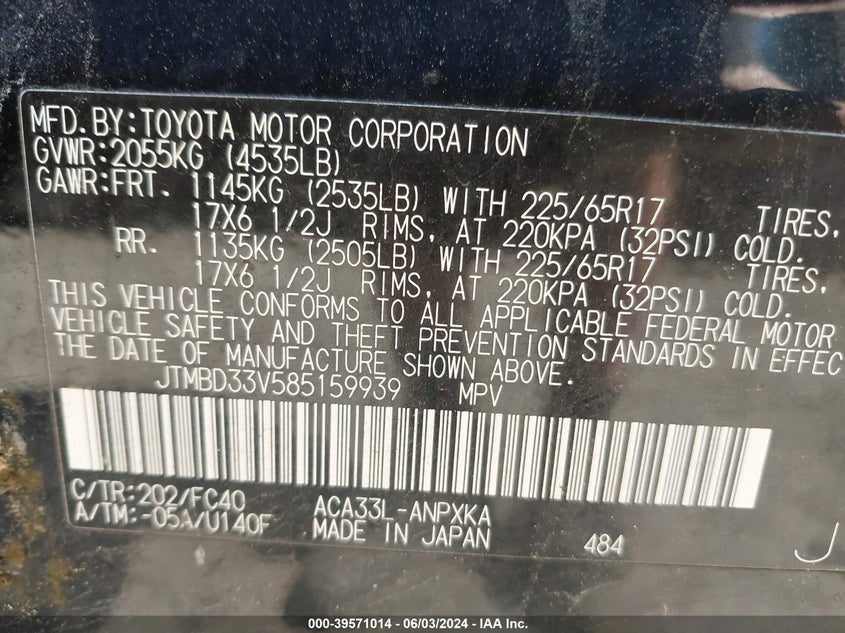 MFD.BY:TOYOTA MOTOR CORPORATION
GVWR:2055KG (4535LB)
GAWR:FRT. 1145KG (2535LB) WITH 225/65R17 TIRES,
17X6 1/2J RIMS, AT 220KPA (32PSI) COLD.
RR. 1135KG (2505LB) WITH 225/65R17 TIRES,
17X6 1/2J RIMS, AT 220KPA (32PSI) COLD.
THIS VEHICLE CONFORMS TO ALL APPLICABLE FEDERAL MOTOR
VEHICLE SAFETY AND THEFT PREVENTION STANDARDS IN EFFEC
THE DATE OF MANUFACTURE SHOWN ABOVE.
JTMBD33V585159939 MPV
C/TR:202/FC40 ACA33L-ANPXKA
A/TM:-05A/U140F MADE IN JAPAN 484 J
000-39571014 - 06/03/2024 - IAA Inc.